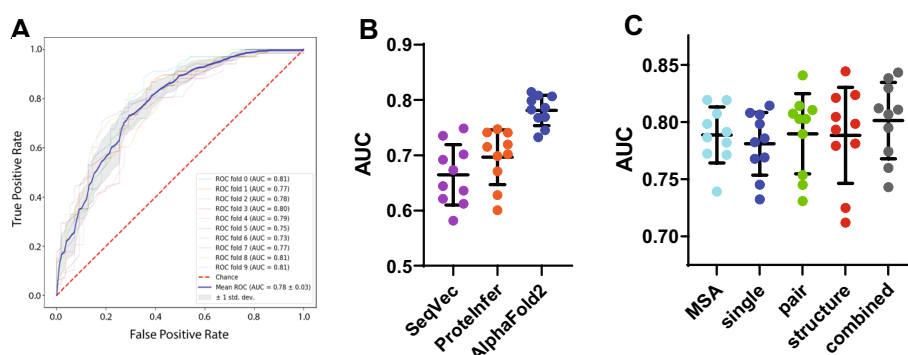 A
1.0
0.8
0.6
0.4
0.2
0.0
True Positive Rate
0.0
0.2
0.4
0.6
0.8
1.0
False Positive Rate
ROC fold 0 (AUC = 0.81)
ROC fold 1 (AUC = 0.77)
ROC fold 2 (AUC = 0.78)
ROC fold 3 (AUC = 0.80)
ROC fold 4 (AUC = 0.79)
ROC fold 5 (AUC = 0.75)
ROC fold 6 (AUC = 0.73)
ROC fold 7 (AUC = 0.77)
ROC fold 8 (AUC = 0.81)
ROC fold 9 (AUC = 0.81)
Chance
Mean ROC (AUC = 0.78 ± 0.03)
± 1 std. dev.
B
0.9
0.8
0.7
0.6
0.5
AUC
SeqVec
ProteInfer
AlphaFold2
C
0.85
0.80
0.75
0.70
AUC
MSA
single
pair
structure
combined